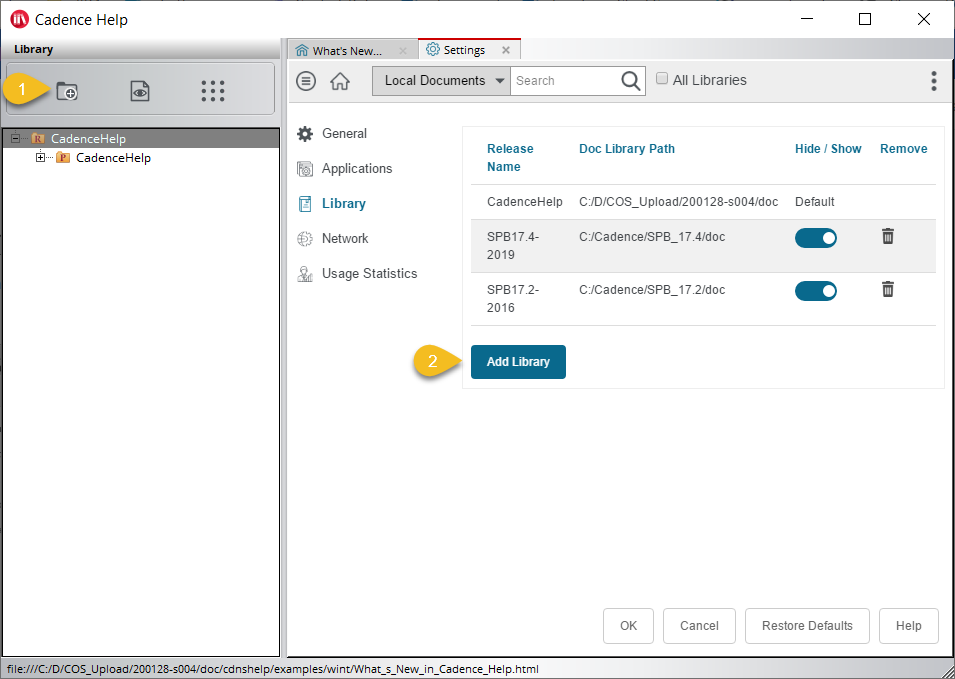 Cadence Help
Library
What's New...
Settings
1
Local Documents
Search
All Libraries
CadenceHelp
CadenceHelp
General
Applications
Library
Network
Usage Statistics
Release Name
Doc Library Path
Hide / Show
Remove
CadenceHelp
C:/D/COS_Upload/200128-s004/doc
Default
SPB17.4-
2019
C:/Cadence/SPB_17.4/doc
SPB17.2-
2016
C:/Cadence/SPB_17.2/doc
2
Add Library
OK
Cancel
Restore Defaults
Help
file:///C:/D/COS_Upload/200128-s004/doc/cdnshelp/examples/wint/What_s_New_in_Cadence_Help.html